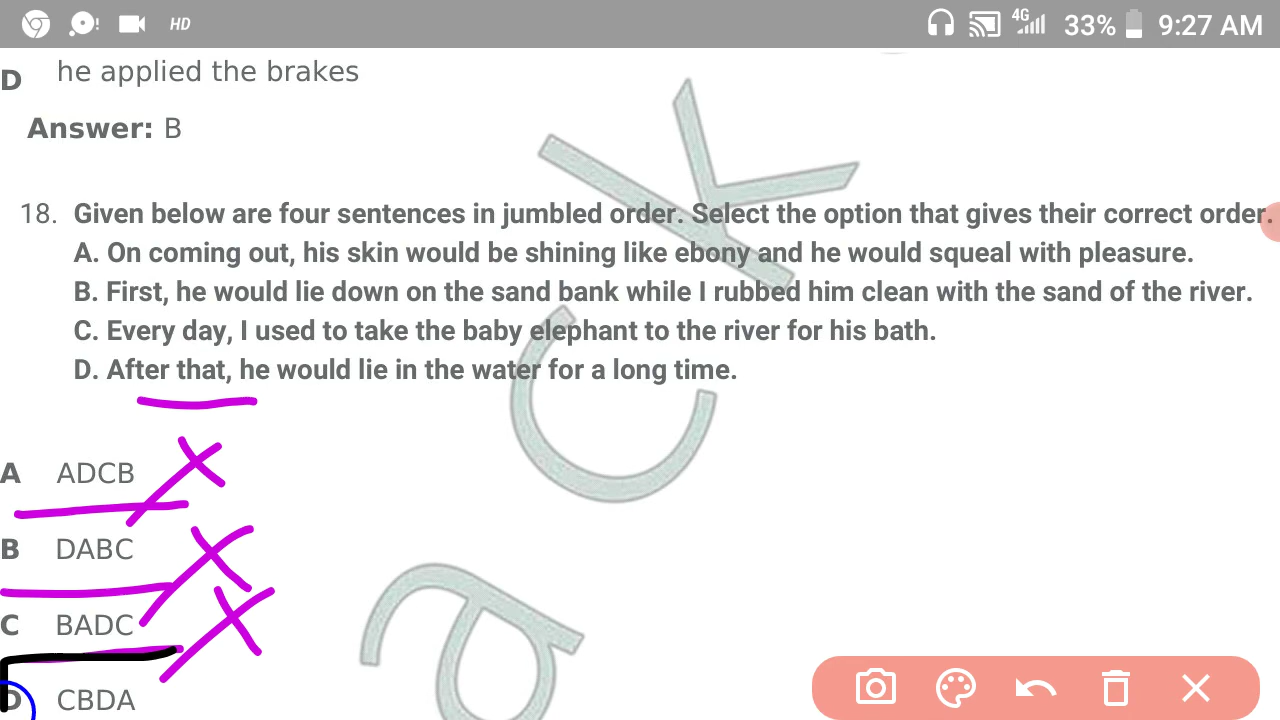 HD 4G 33% 9:27 AM
D he applied the brakes
Answer: B
18. Given below are four sentences in jumbled order. Select the option that gives their correct order.
A. On coming out, his skin would be shining like ebony and he would squeal with pleasure.
B. First, he would lie down on the sand bank while I rubbed him clean with the sand of the river.
C. Every day, I used to take the baby elephant to the river for his bath.
D. After that, he would lie in the water for a long time.
A ADCB
B DABC
C BADC
D CBDA
a c k